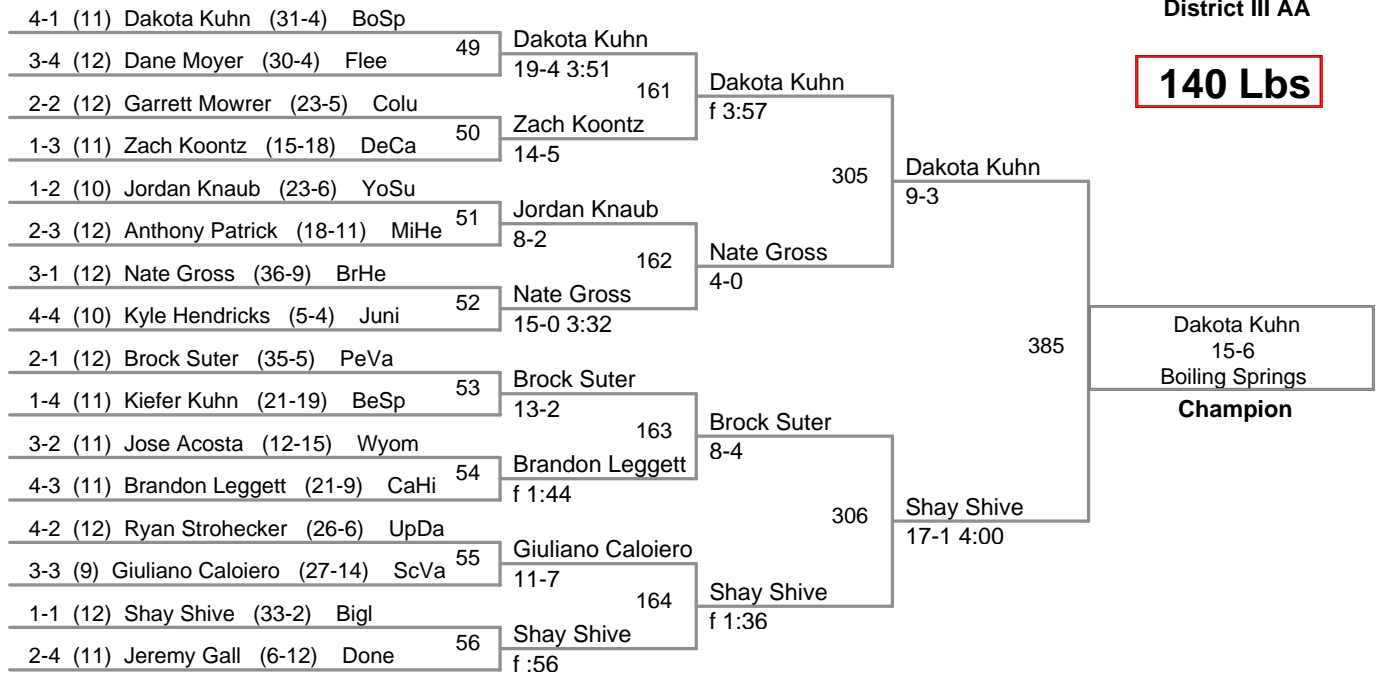 District III AA
140 Lbs
4-1 (11) Dakota Kuhn (31-4) BoSp
3-4 (12) Dane Moyer (30-4) Flee
2-2 (12) Garrett Mowrer (23-5) Colu
1-3 (11) Zach Koontz (15-18) DeCa
1-2 (10) Jordan Knaub (23-6) YoSu
2-3 (12) Anthony Patrick (18-11) MiHe
3-1 (12) Nate Gross (36-9) BrHe
4-4 (10) Kyle Hendricks (5-4) Juni
2-1 (12) Brock Suter (35-5) PeVa
1-4 (11) Kiefer Kuhn (21-19) BeSp
3-2 (11) Jose Acosta (12-15) Wyom
4-3 (11) Brandon Leggett (21-9) CaHi
4-2 (12) Ryan Strohecker (26-6) UpDa
3-3 (9) Giuliano Caloiero (27-14) ScVa
1-1 (12) Shay Shive (33-2) Bigl
2-4 (11) Jeremy Gall (6-12) Done
49
50
51
52
53
54
55
56
Dakota Kuhn
19-4 3:51
Zach Koontz
14-5
Jordan Knaub
8-2
Nate Gross
15-0 3:32
Brock Suter
13-2
Brandon Leggett
f 1:44
Giuliano Caloiero
11-7
Shay Shive
f :56
161
162
163
164
Dakota Kuhn
f 3:57
Nate Gross
4-0
Brock Suter
8-4
Shay Shive
f 1:36
305
306
Dakota Kuhn
9-3
Shay Shive
17-1 4:00
385
Dakota Kuhn
15-6
Boiling Springs
Champion